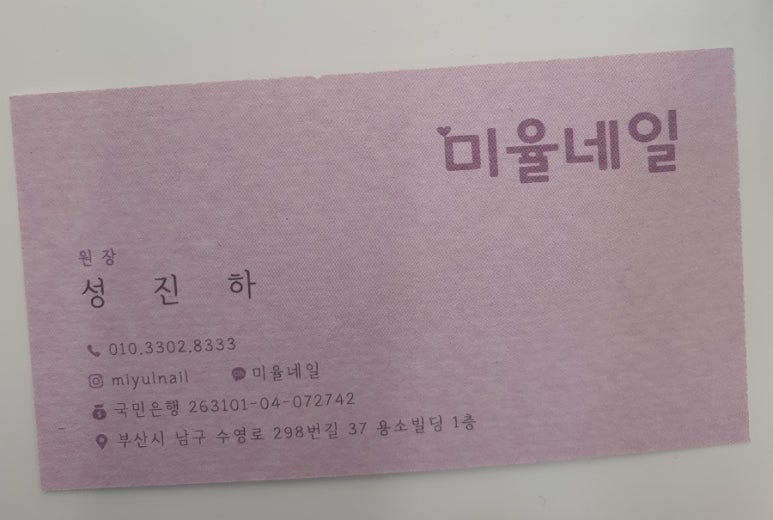 미율네일
원장
성 진 하
010.3302.8333
miyulnail 미율네일
국민은행 263101-04-072742
부산시 남구 수영로 298번길 37 용소빌딩 1층